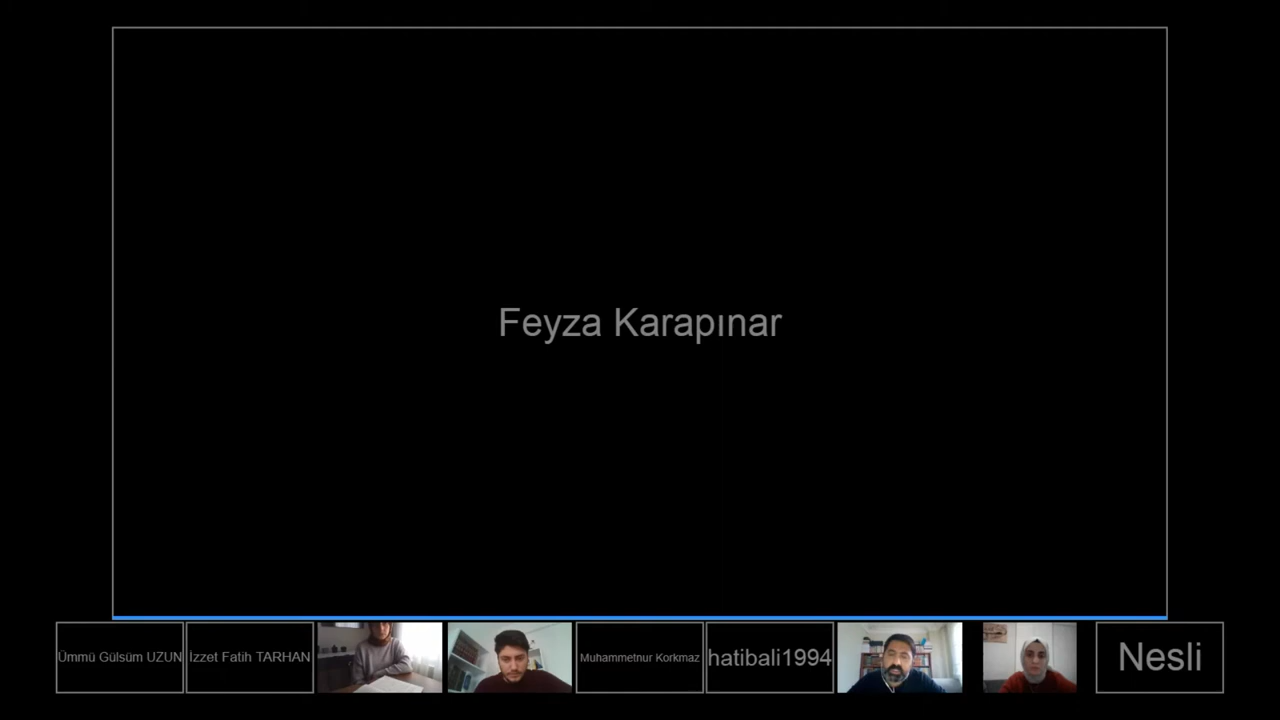 Feyza Karapınar
Ümmü Gülsüm UZUN
İzzet Fatih TARHAN
Muhammetnur Korkmaz
hatibali1994
Nesli